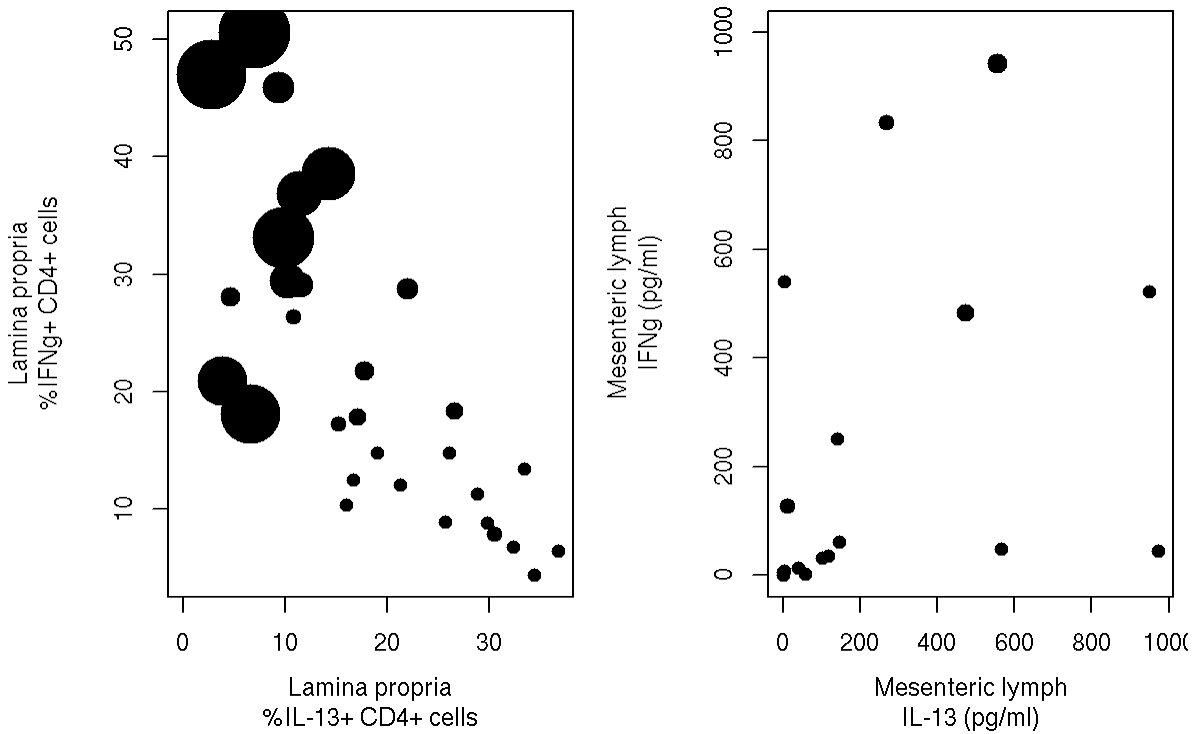 50
40
30
20
10
Lamina propria
%IFNg+ CD4+ cells
0 10 20 30
Lamina propria
%IL-13+ CD4+ cells
1000
800
600
400
200
0
Mesenteric lymph
IFNg (pg/ml)
0 200 400 600 800 1000
Mesenteric lymph
IL-13 (pg/ml)